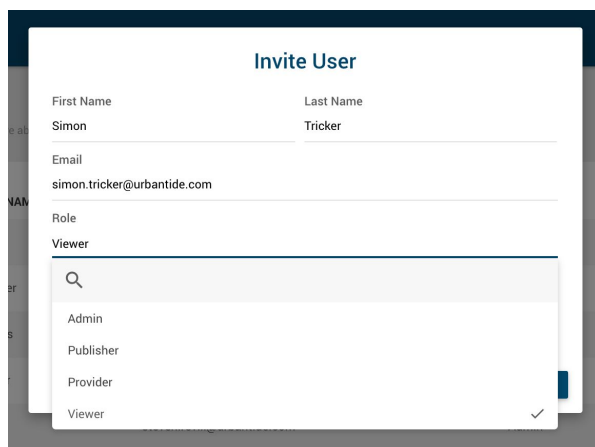 Invite User
First Name Last Name
Simon Tricker
Email
simon.tricker@urbantide.com
Role
Viewer
Admin
Publisher
Provider
Viewer